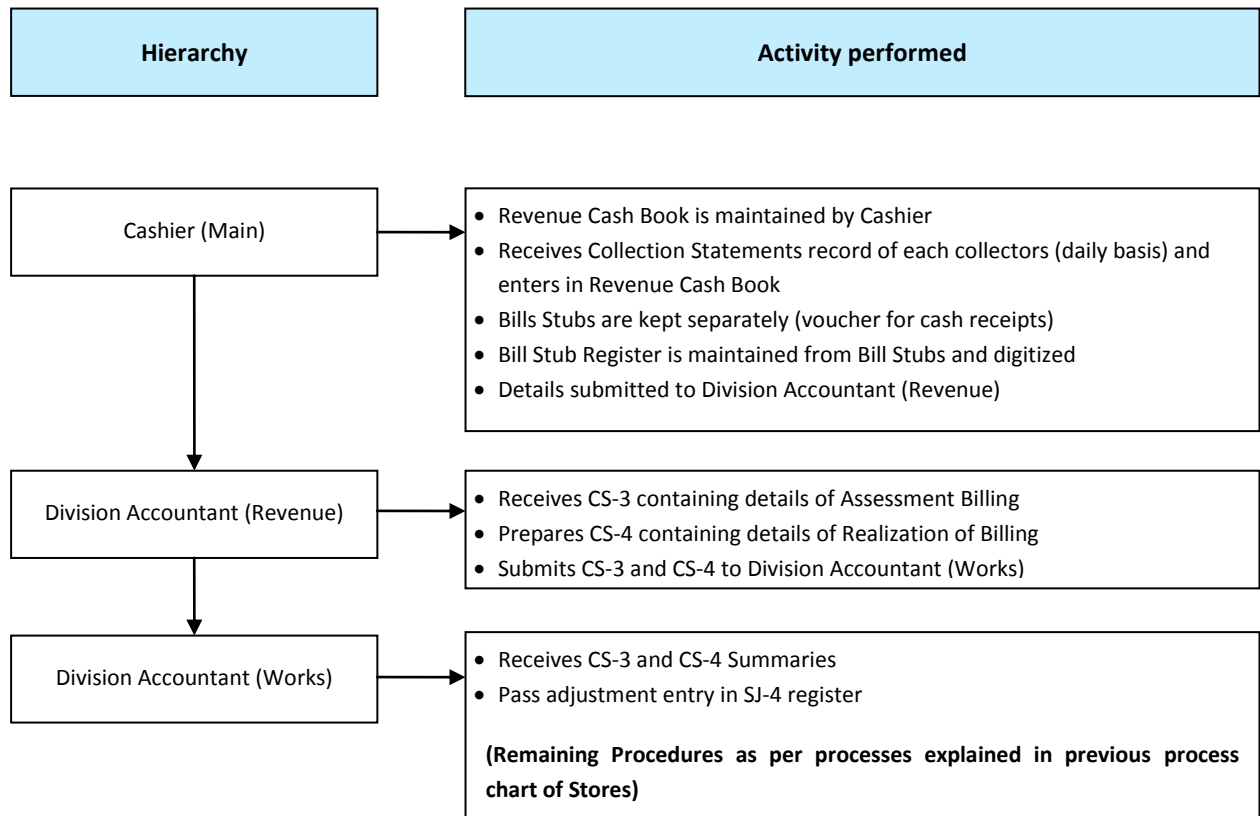 Hierarchy
Activity performed
Cashier (Main)
• Revenue Cash Book is maintained by Cashier
• Receives Collection Statements record of each collectors (daily basis) and
enters in Revenue Cash Book
• Bills Stubs are kept separately (voucher for cash receipts)
• Bill Stub Register is maintained from Bill Stubs and digitized
• Details submitted to Division Accountant (Revenue)
Division Accountant (Revenue)
• Receives CS-3 containing details of Assessment Billing
• Prepares CS-4 containing details of Realization of Billing
• Submits CS-3 and CS-4 to Division Accountant (Works)
Division Accountant (Works)
• Receives CS-3 and CS-4 Summaries
• Pass adjustment entry in SJ-4 register
(Remaining Procedures as per processes explained in previous process
chart of Stores)